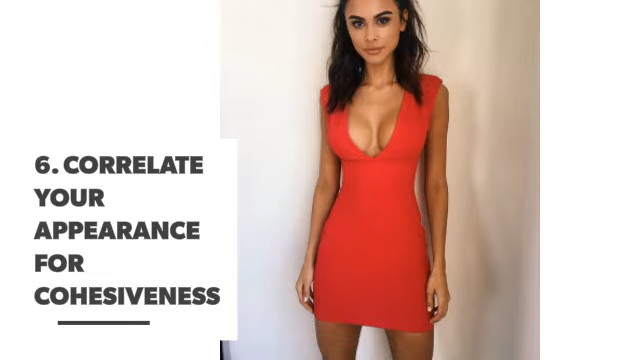 6. CORRELATE
YOUR
APPEARANCE
FOR
COHESIVENESS